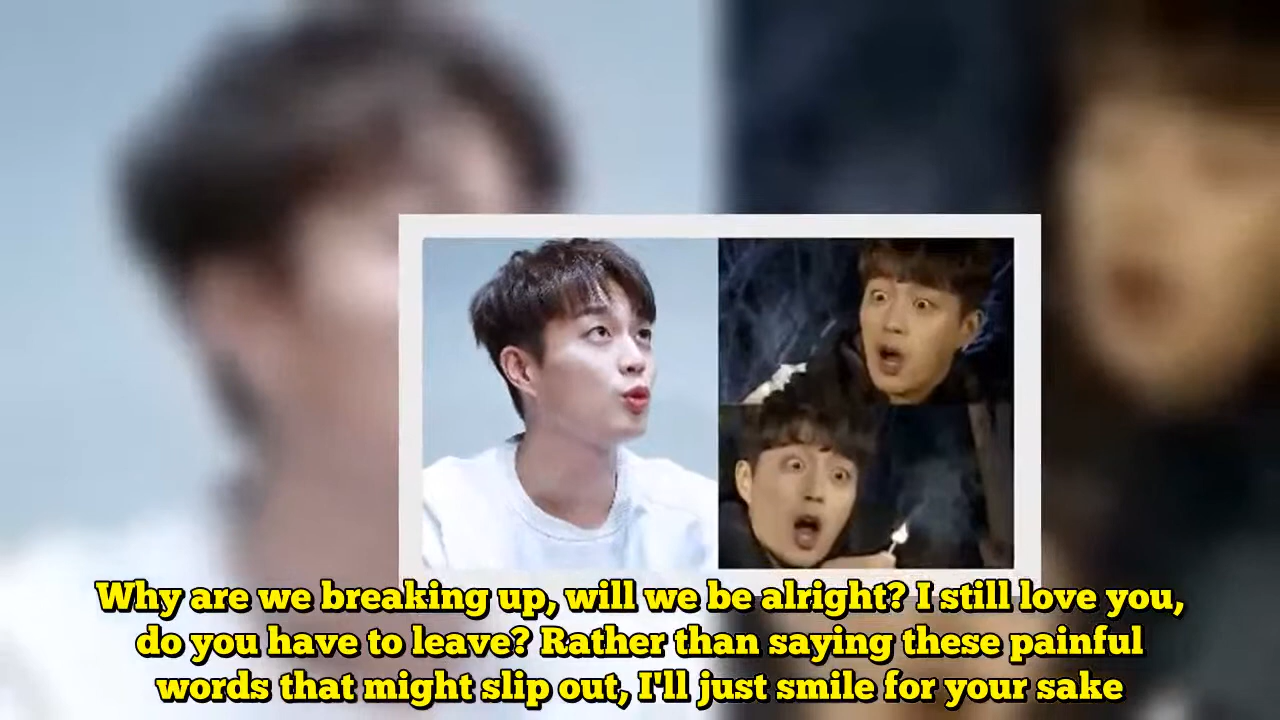 Why are we breaking up, will we be alright? I still love you,
do you have to leave? Rather than saying these painful
words that might slip out, I'll just smile for your sake